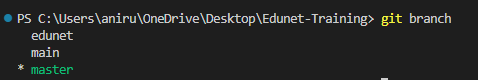 PS C:\Users\aniru\OneDrive\Desktop\Edunet-Training> git branch
  edunet
  main
* master